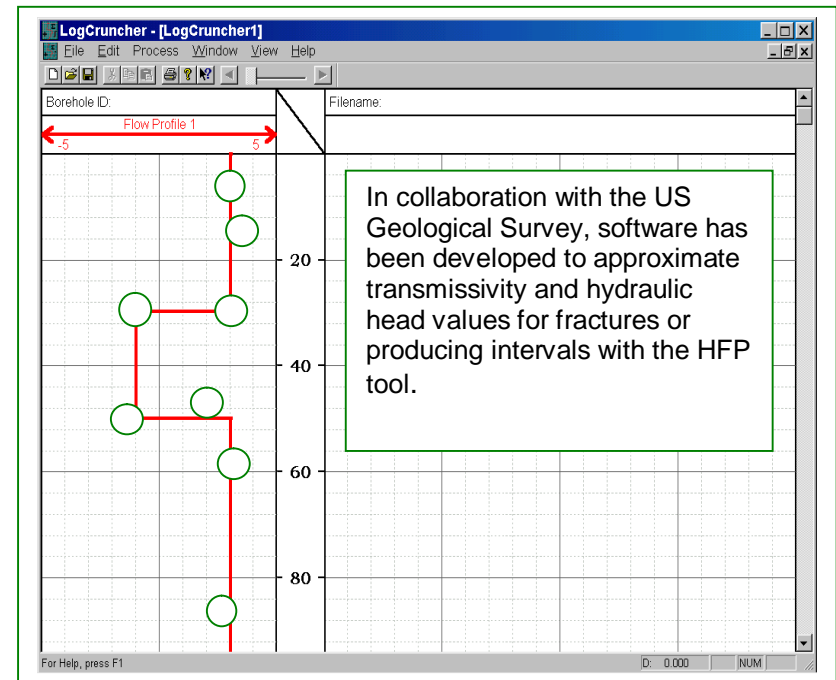 LogCruncher - [LogCruncher1]
File Edit Process Window View Help
Borehole ID:
Filename:
Flow Profile 1
-5 5
In collaboration with the US
Geological Survey, software has
been developed to approximate
transmissivity and hydraulic
head values for fractures or
producing intervals with the HFP
tool.
20
40
60
80
For Help, press F1
D: 0.000 NUM